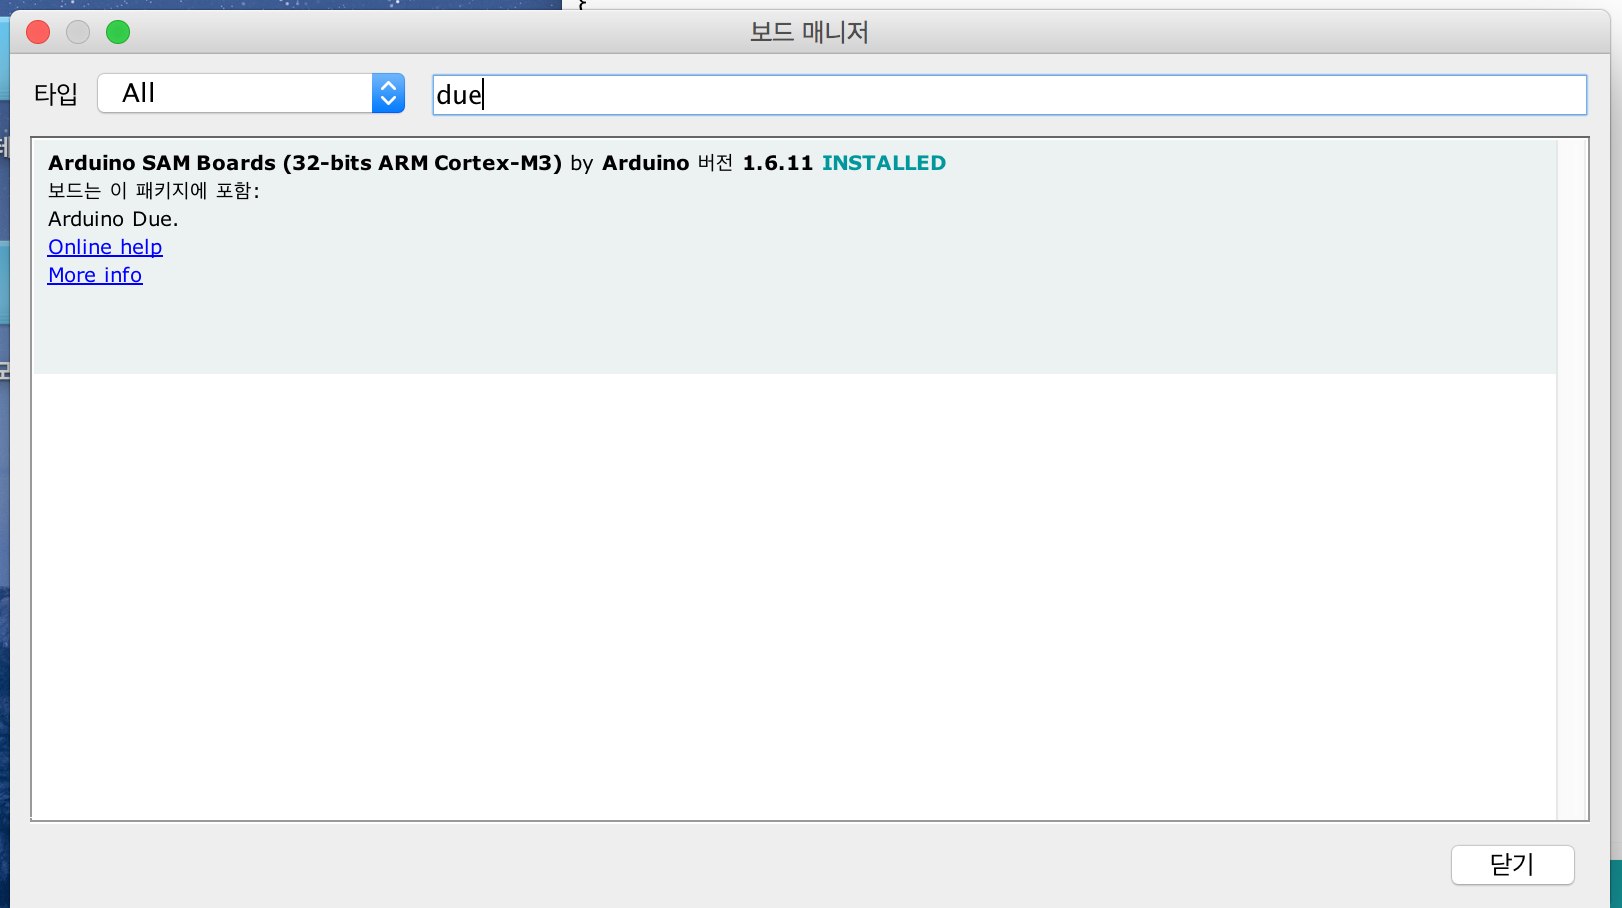 }
보드 매니저
타입 All due
Arduino SAM Boards (32-bits ARM Cortex-M3) by Arduino 버전 1.6.11 INSTALLED
보드는 이 패키지에 포함:
Arduino Due.
Online help
More info
닫기